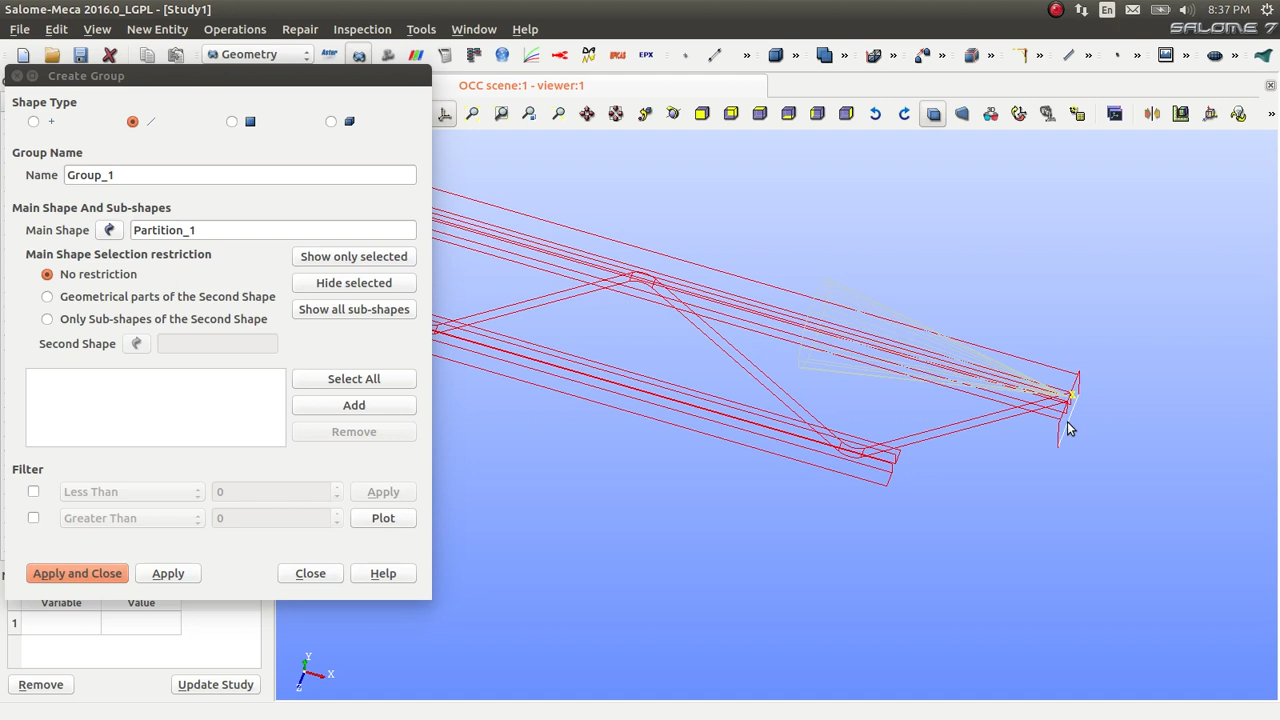 Salome-Meca 2016.0_LGPL - [Study1]
En
8:37 PM
File Edit View New Entity Operations Repair Inspection Tools Window Help
SALOME 7
Geometry
Aster
EFICAS
EPX
»
Create Group
OCC scene:1 - viewer:1
Shape Type
Group Name
Name Group_1
Main Shape And Sub-shapes
Main Shape Partition_1
Main Shape Selection restriction
Show only selected
No restriction
Hide selected
Geometrical parts of the Second Shape
Show all sub-shapes
Only Sub-shapes of the Second Shape
Second Shape
Select All
Add
Remove
Filter
Less Than 0 Apply
Greater Than 0 Plot
Apply and Close Apply Close Help
Variable Value
1
Y
X
Z
Remove Update Study